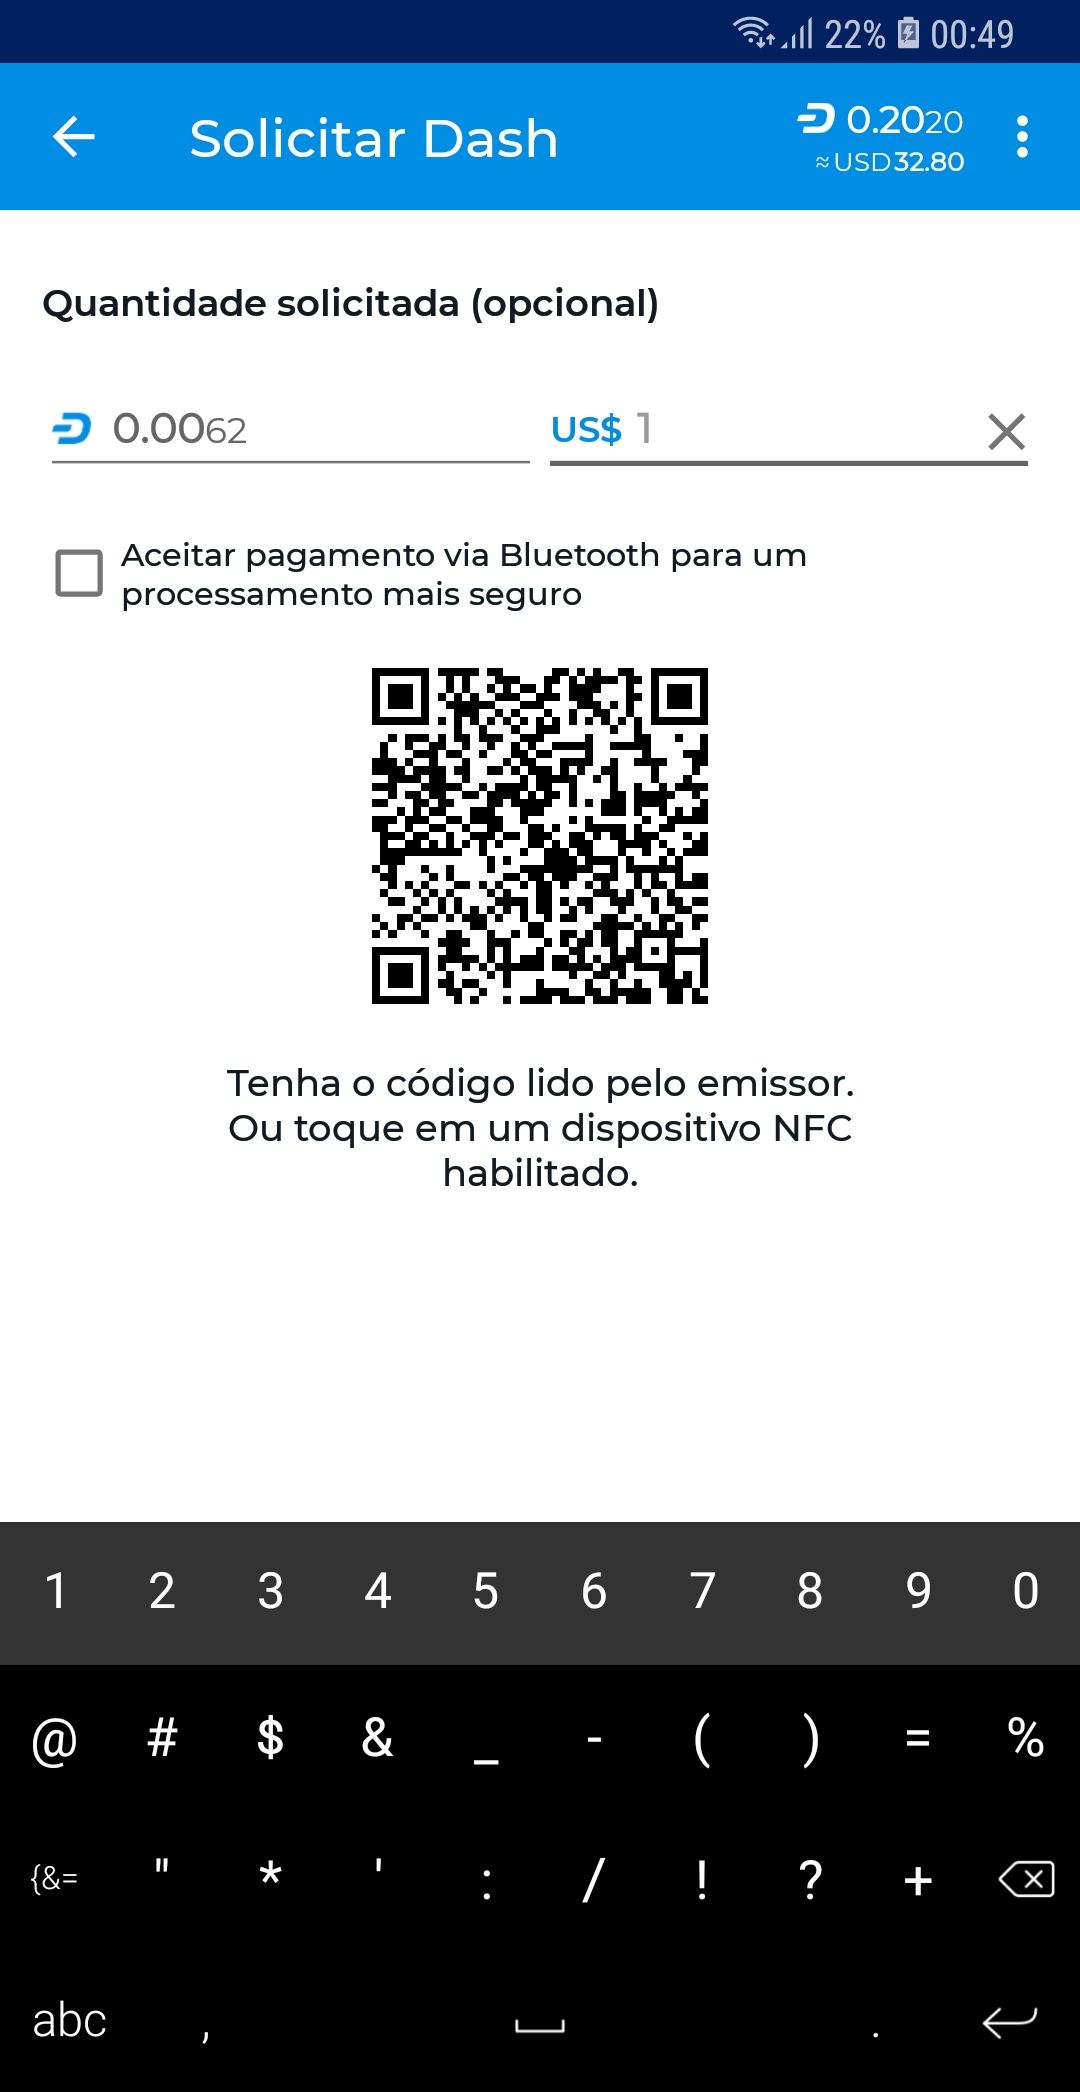 22% 00:49
Solicitar Dash
0.2020
≈USD32.80
Quantidade solicitada (opcional)
0.0062 US$ 1
Aceitar pagamento via Bluetooth para um
processamento mais seguro
Tenha o código lido pelo emissor.
Ou toque em um dispositivo NFC
habilitado.
1 2 3 4 5 6 7 8 9 0
@ # $ & _ - ( ) = %
{&= " * ' : / ! ? +
abc , .